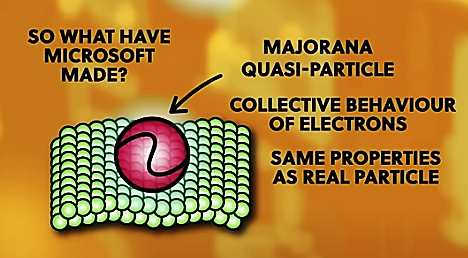 SO WHAT HAVE
MICROSOFT
MADE?
MAJORANA
QUASI-PARTICLE
COLLECTIVE BEHAVIOUR
OF ELECTRONS
SAME PROPERTIES
AS REAL PARTICLE